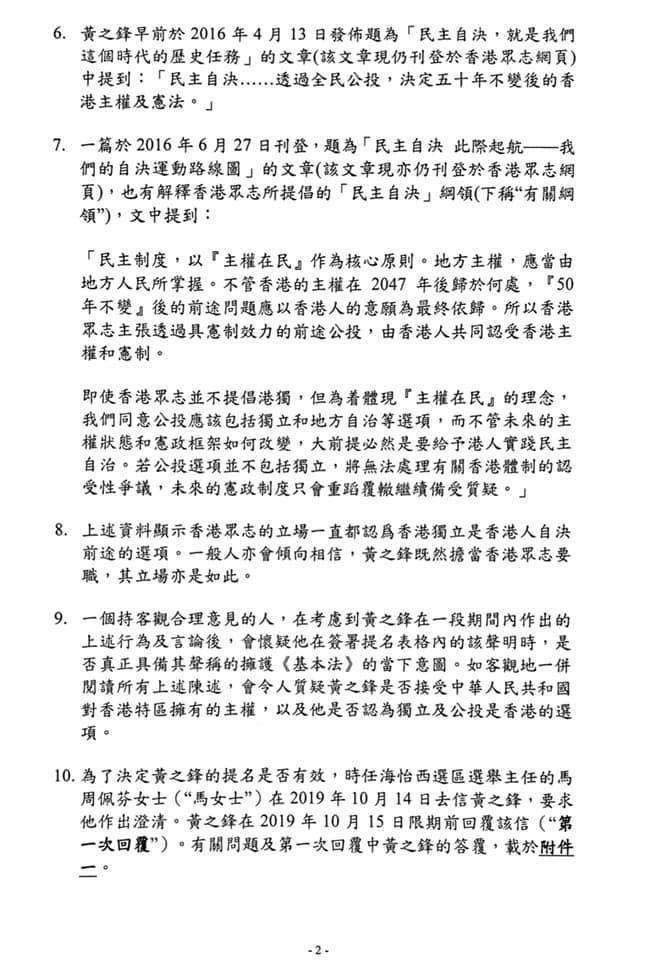 6. 黃之鋒早前於 2016 年 4 月 13 日發佈題為「民主自決，就是我們
這個時代的歷史任務」的文章(該文章現仍刊登於香港眾志網頁)
中提到：「民主自決……透過全民公投，決定五十年不變後的香
港主權及憲法。」
7. 一篇於 2016 年 6 月 27 日刊登，題為「民主自決 此際起航——我
們的自決運動路線圖」的文章(該文章現亦仍刊登於香港眾志網
頁)，也有解釋香港眾志所提倡的「民主自決」綱領(下稱“有關綱
領”)，文中提到：
「民主制度，以『主權在民』作為核心原則。地方主權，應當由
地方人民所掌握。不管香港的主權在 2047 年後歸於何處，『50
年不變』後的前途問題應以香港人的意願為最終依歸。所以香港
眾志主張透過具憲制效力的前途公投，由香港人共同認受香港主
權和憲制。
即使香港眾志並不提倡港獨，但為着體現『主權在民』的理念，
我們同意公投應該包括獨立和地方自治等選項，而不管未來的主
權狀態和憲政框架如何改變，大前提必然是要給予港人實踐民主
自治。若公投選項並不包括獨立，將無法處理有關香港體制的認
受性爭議，未來的憲政制度只會重蹈覆轍繼續備受質疑。」
8. 上述資料顯示香港眾志的立場一直都認爲香港獨立是香港人自決
前途的選項。一般人亦會傾向相信，黃之鋒既然擔當香港眾志要
職，其立場亦是如此。
9. 一個持客觀合理意見的人，在考慮到黃之鋒在一段期間內作出的
上述行為及言論後，會懷疑他在簽署提名表格內的該聲明時，是
否真正具備其聲稱的擁護《基本法》的當下意圖。如客觀地一併
閱讀所有上述陳述，會令人質疑黃之鋒是否接受中華人民共和國
對香港特區擁有的主權，以及他是否認為獨立及公投是香港的選
項。
10. 為了決定黃之鋒的提名是否有效，時任海怡西選區選舉主任的馬
周佩芬女士（“馬女士”）在 2019 年 10 月 14 日去信黃之鋒，要求
他作出澄清。黃之鋒在 2019 年 10 月 15 日限期前回覆該信（“第
一次回覆”）。有關問題及第一次回覆中黃之鋒的答覆，載於附件
一。
- 2 -